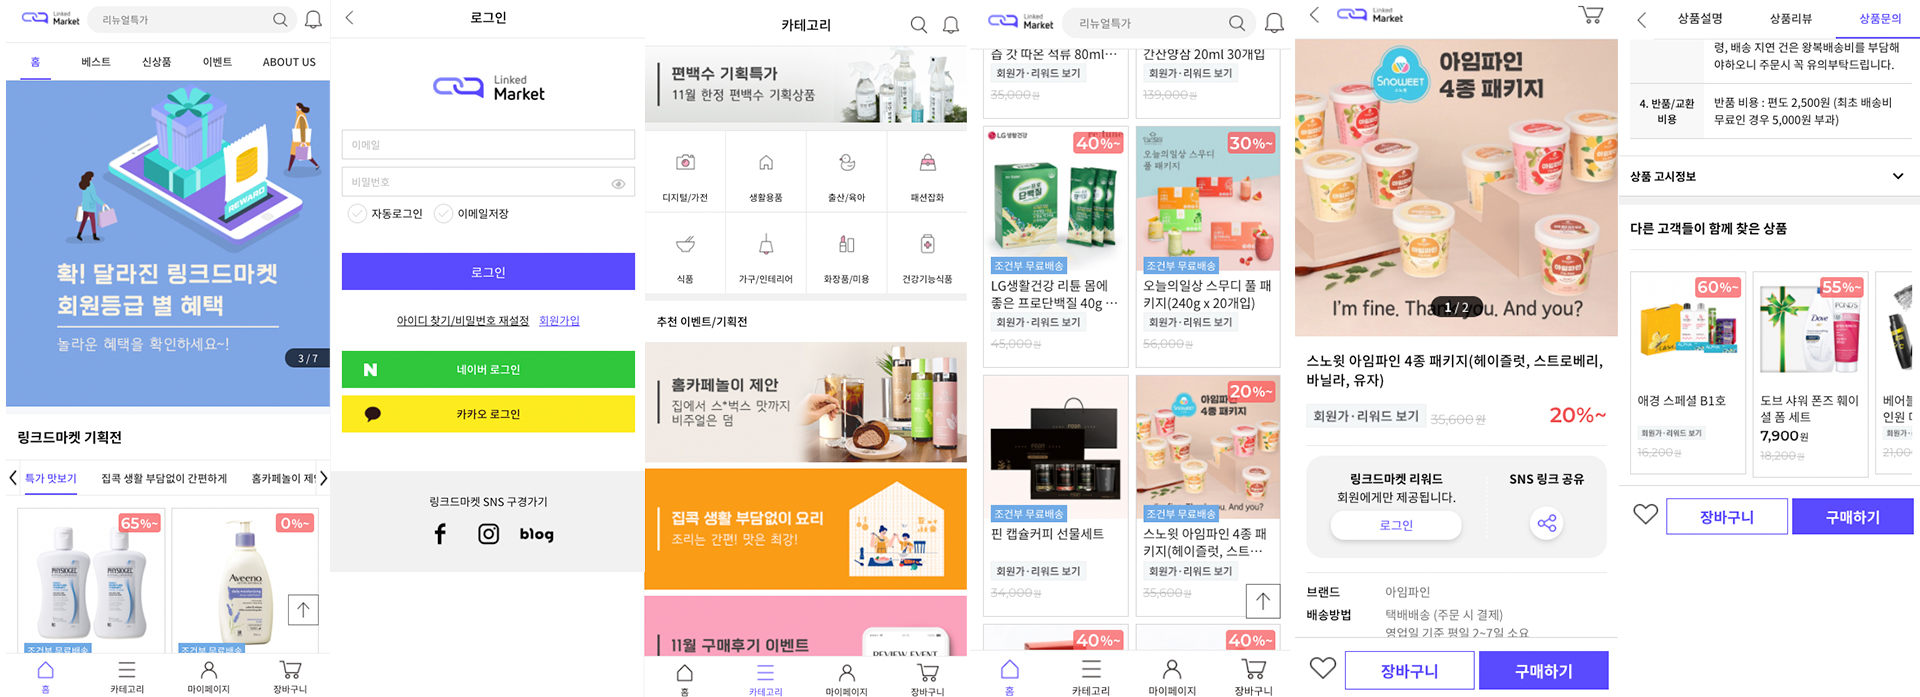 Linked
Market
리뉴얼특가
홈
베스트
신상품
이벤트
ABOUT US
REWARD
확! 달라진 링크드마켓
회원등급 별 혜택
놀라운 혜택을 확인하세요~!
3 / 7
링크드마켓 기획전
특가 맛보기
집콕 생활 부담없이 간편하게
홈카페놀이 제안
65%~
0%~
PHYSIOGEL
PHYSIOGEL
Aveeno
조건부 무료배송
조건부 무료배송
홈
카테고리
마이페이지
장바구니
로그인
Linked
Market
이메일
비밀번호
자동로그인
이메일저장
로그인
아이디 찾기/비밀번호 재설정
회원가입
N
네이버 로그인
카카오 로그인
링크드마켓 SNS 구경가기
f
blog
카테고리
편백수 기획특가
11월 한정 편백수 기획상품
디지털/가전
생활용품
출산/육아
패션잡화
식품
가구/인테리어
화장품/미용
건강기능식품
추천 이벤트/기획전
홈카페놀이 제안
집에서 스*벅스 맛까지
비주얼은 덤
집콕 생활 부담없이 요리
조리는 간편! 맛은 최강!
11월 구매후기 이벤트
REVIEW EVENT
홈
카테고리
마이페이지
장바구니
Linked
Market
리뉴얼특가
즙 갓 따온 석류 80ml···
회원가·리워드 보기
35,000원
간산양삼 20ml 30개입
회원가·리워드 보기
139,000원
LG생활건강
40%~
단백질
조건부 무료배송
LG생활건강 리튠 몸에
좋은 프로단백질 40g ···
회원가·리워드 보기
45,000원
30%~
오늘의일상 스무디
풀 패키지
조건부 무료배송
오늘의일상 스무디 풀 패
키지(240g x 20개입)
회원가·리워드 보기
56,000원
조건부 무료배송
핀 캡슐커피 선물세트
회원가·리워드 보기
34,000원
20%~
아임파인
4종 패키지
조건부 무료배송
스노윗 아임파인 4종 패
키지(헤이즐럿, 스트···
회원가·리워드 보기
35,600원
40%~
40%~
홈
카테고리
마이페이지
장바구니
Linked
Market
SNOWEET
스노윗
아임파인
4종 패키지
I'm fine. Thank you. And you?
1 / 2
스노윗 아임파인 4종 패키지(헤이즐럿, 스트로베리,
바닐라, 유자)
회원가·리워드 보기
35,600원
20%~
링크드마켓 리워드
회원에게만 제공됩니다.
로그인
SNS 링크 공유
브랜드
아임파인
배송방법
택배배송 (주문 시 결제)
영업일 기준 평일 2~7일 소요
장바구니
구매하기
상품설명
상품리뷰
상품문의
령, 배송 지연 건은 왕복배송비를 부담해
야하오니 주문시 꼭 유의부탁드립니다.
4. 반품/교환
비용
반품 비용 : 편도 2,500원 (최초 배송비
무료인 경우 5,000원 부과)
상품 고시정보
다른 고객들이 함께 찾은 상품
60%~
애경 스페셜 B1호
회원가·리워드 보기
16,200원
55%~
Dove
POND'S
도브 샤워 폰즈 훼이
셜 폼 세트
7,900원
18,200원
베어블
인원 미
회원가·리
21,00
장바구니
구매하기